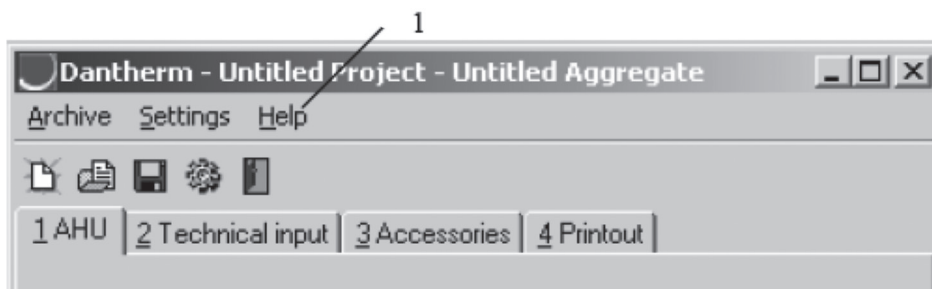 1
Dantherm - Untitled Project - Untitled Aggregate
Archive Settings Help
1 AHU 2 Technical input 3 Accessories 4 Printout